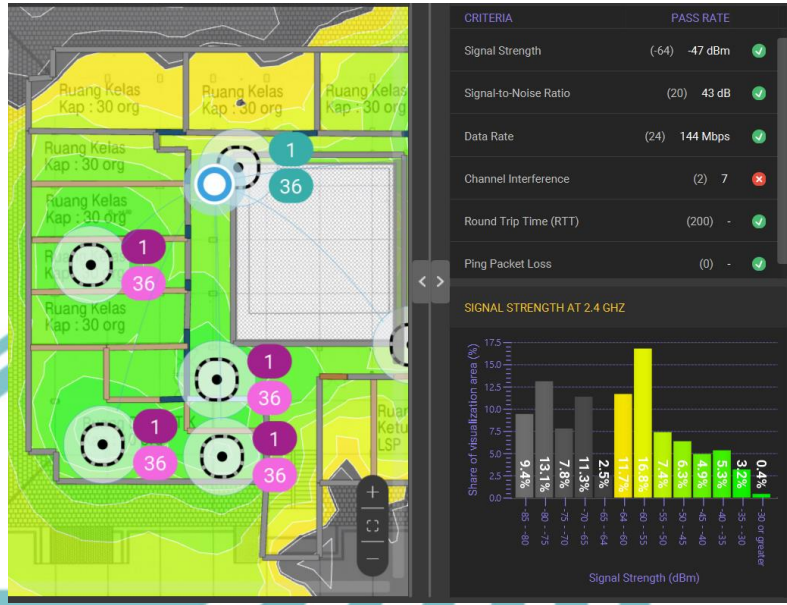 Ruang Kelas
Kap : 30 org
Ruang Kelas
Kap : 30 org
Ruang Kelas
Kap : 30 org
Ruang Kelas
Kap : 30 org
1
36
Ruang Kelas
Kap : 30 org
1
36
Ruang Kelas
Kap : 30 org
1
36
1
36
1
36
Ruan
Ketu
LSP
+
−
< >
CRITERIA PASS RATE
Signal Strength (-64) -47 dBm
Signal-to-Noise Ratio (20) 43 dB
Data Rate (24) 144 Mbps
Channel Interference (2) 7
Round Trip Time (RTT) (200) -
Ping Packet Loss (0) -
SIGNAL STRENGTH AT 2.4 GHZ
Share of visualization area (%)
17.5
15.0
12.5
10.0
7.5
5.0
2.5
0.0
9.4% 13.1% 7.8% 11.3% 2.5% 11.7% 16.8% 7.4% 6.3% 4.9% 5.3% 3.2% 0.4%
-85 - -80 -80 - -75 -75 - -70 -70 - -65 -65 - -64 -64 - -60 -60 - -55 -55 - -50 -50 - -45 -45 - -40 -40 - -35 -35 - -30 -30 or greater
Signal Strength (dBm)